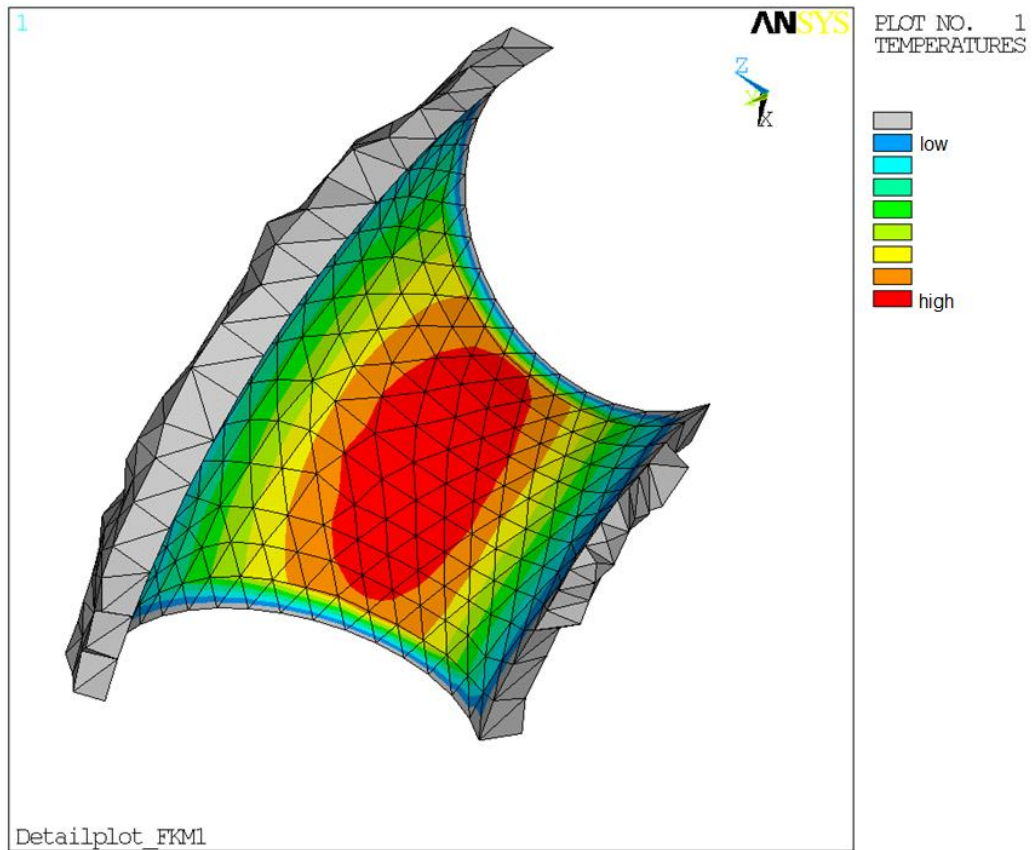 1
ANSYS
PLOT NO. 1
TEMPERATURES
Z
Y
X
low
high
Detailplot_FKM1